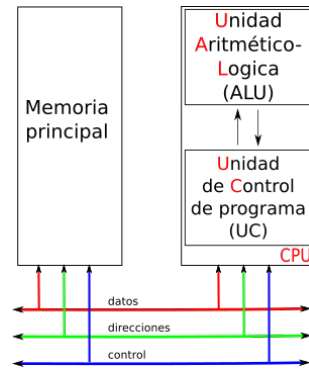 Memoria
principal
Unidad
Aritmético-
Logica
(ALU)
Unidad
de Control
de programa
(UC)
CPU
datos
direcciones
control